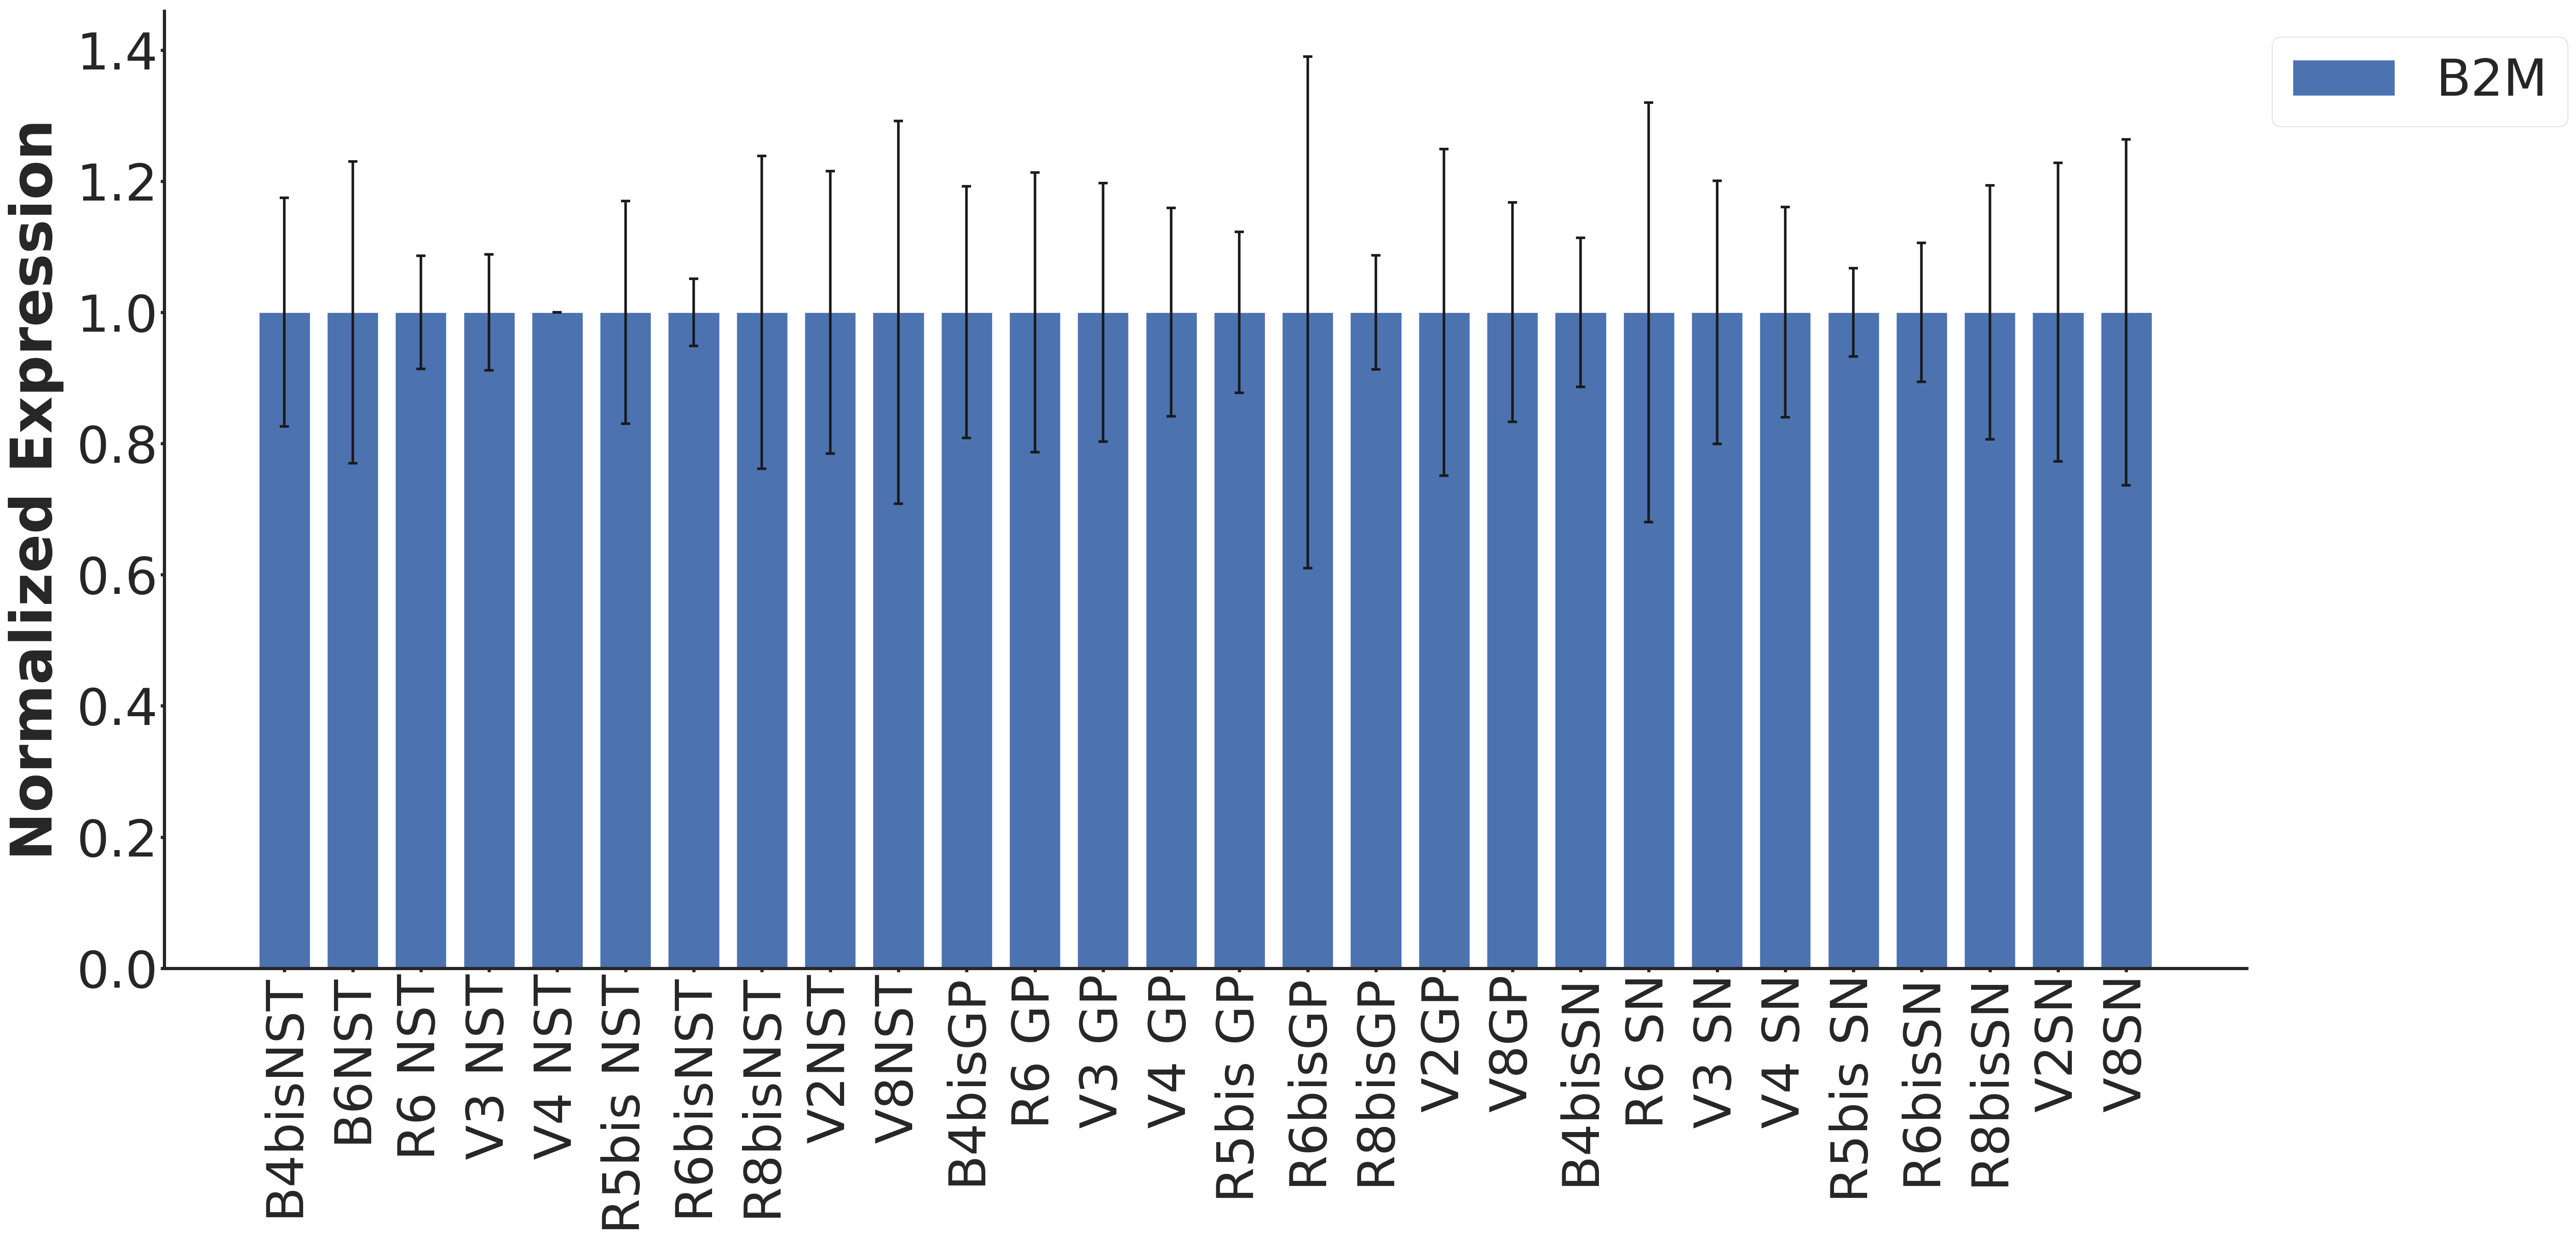 Normalized Expression
1.4
1.2
1.0
0.8
0.6
0.4
0.2
0.0
B4bisNST
B6NST
R6 NST
V3 NST
V4 NST
R5bis NST
R6bisNST
R8bisNST
V2NST
V8NST
B4bisGP
R6 GP
V3 GP
V4 GP
R5bis GP
R6bisGP
R8bisGP
V2GP
V8GP
B4bisSN
R6 SN
V3 SN
V4 SN
R5bis SN
R6bisSN
R8bisSN
V2SN
V8SN
B2M